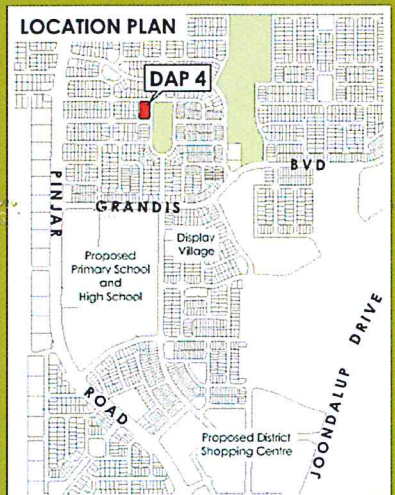 LOCATION PLAN
DAP 4
PINJAR
GRANDIS
BVD
Display
Village
Proposed
Primary School
and
High School
ROAD
JOONDALUP DRIVE
Proposed District
Shopping Centre